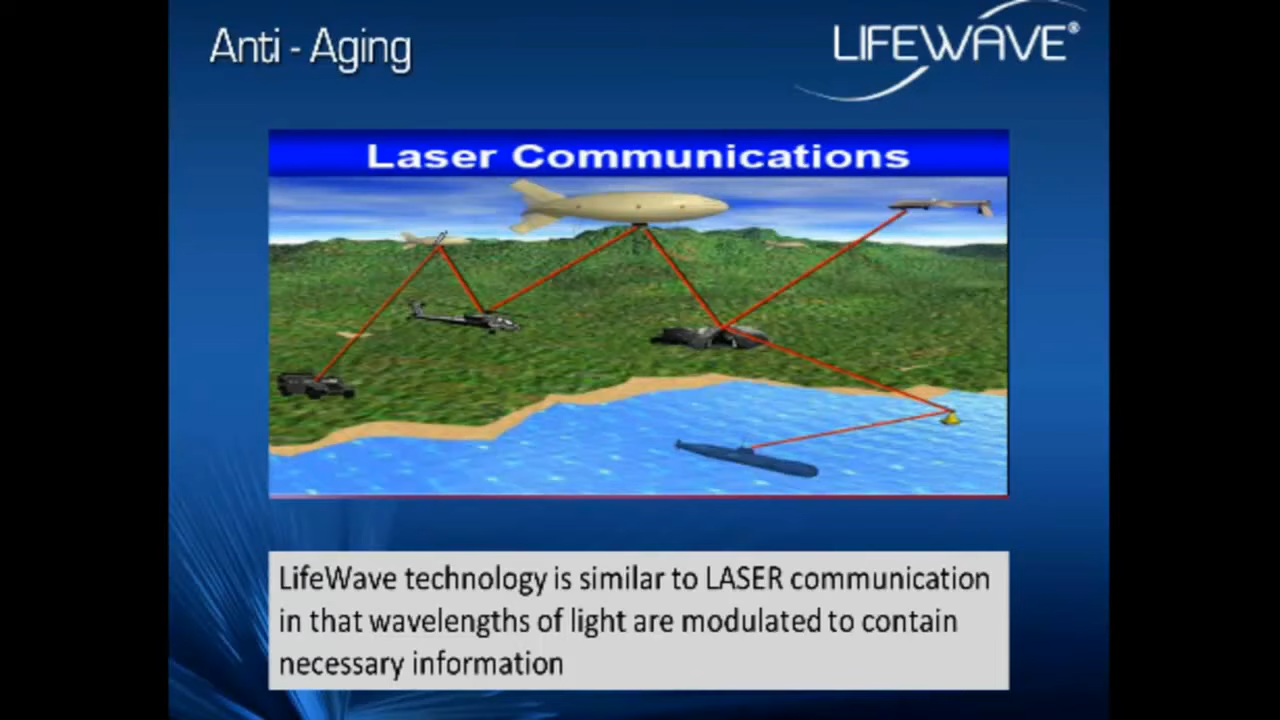 Anti - Aging
LIFEWAVE®
Laser Communications
LifeWave technology is similar to LASER communication
in that wavelengths of light are modulated to contain
necessary information